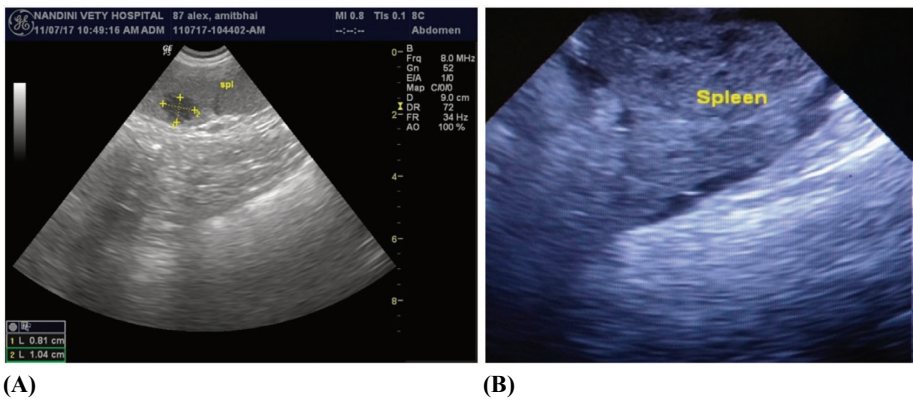 NANDINI VETY HOSPITAL 87 alex, amitbhai MI 0.8 TIs 0.1 8C
11/07/17 10:49:16 AM ADM 110717-104402-AM --:--:-- Abdomen
B
Frq 8.0 MHz
Gn 52
E/A 1/0
Map C/0/0
D 9.0 cm
DR 72
FR 34 Hz
AO 100 %
0
2
4
6
8
spl
1
2
1 L 0.81 cm
2 L 1.04 cm
Spleen
(A) (B)